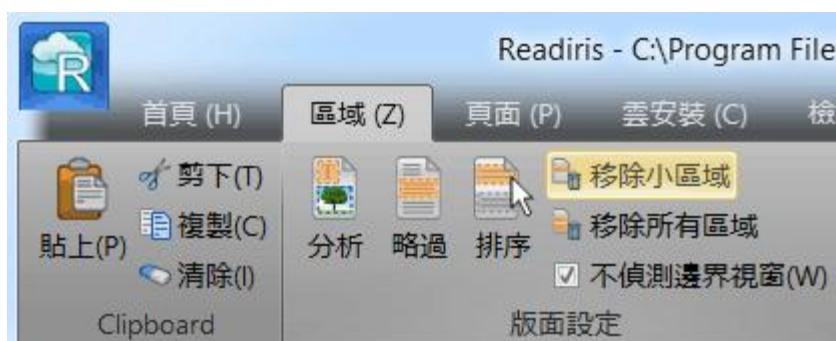 R
Readiris - C:\Program File
首頁 (H) 區域 (Z) 頁面 (P) 雲安裝 (C) 檢
貼上(P)
剪下(T)
複製(C)
清除(I)
Clipboard
分析 略過 排序
移除小區域
移除所有區域
不偵測邊界視窗(W)
版面設定